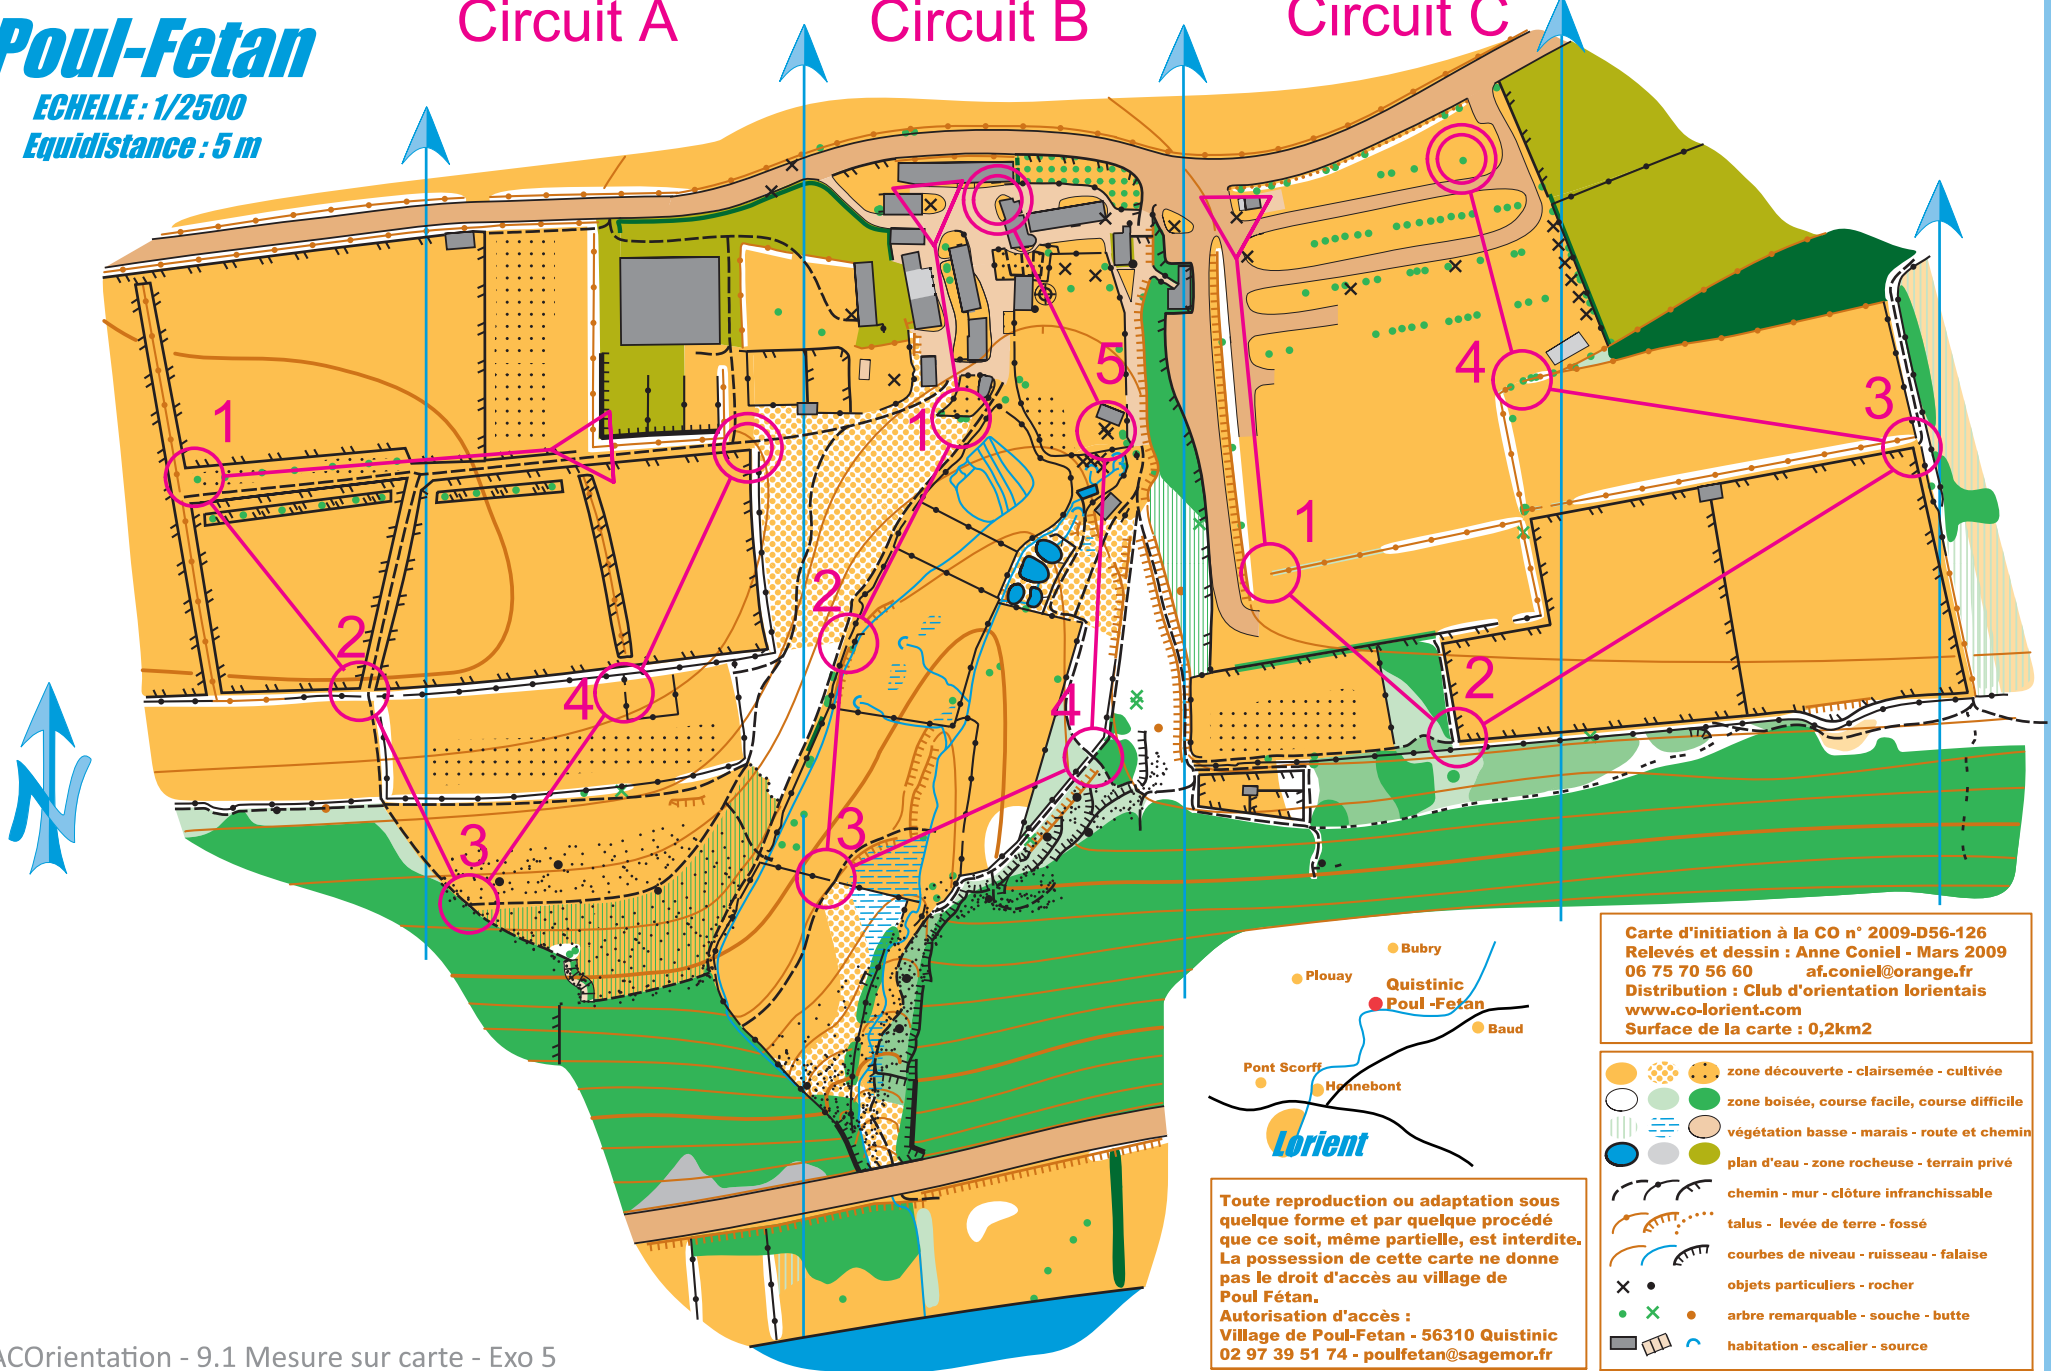 Circuit A
Circuit B
Circuit C
Poul-Fetan
ECHELLE : 1/2500
Equidistance : 5 m
1
2
3
4
1
2
3
4
5
1
2
3
4
N
Bubry
Plouay
Quistinic
Poul -Fetan
Baud
Pont Scorff
Hennebont
Lorient
Carte d'initiation à la CO n° 2009-D56-126
Relevés et dessin : Anne Coniel - Mars 2009
06 75 70 56 60 af.coniel@orange.fr
Distribution : Club d'orientation lorientais
www.co-lorient.com
Surface de la carte : 0,2km2
zone découverte - clairsemée - cultivée
zone boisée, course facile, course difficile
végétation basse - marais - route et chemin
plan d'eau - zone rocheuse - terrain privé
chemin - mur - clôture infranchissable
talus - levée de terre - fossé
courbes de niveau - ruisseau - falaise
objets particuliers - rocher
arbre remarquable - souche - butte
habitation - escalier - source
Toute reproduction ou adaptation sous
quelque forme et par quelque procédé
que ce soit, même partielle, est interdite.
La possession de cette carte ne donne
pas le droit d'accès au village de
Poul Fétan.
Autorisation d'accès :
Village de Poul-Fetan - 56310 Quistinic
02 97 39 51 74 - poulfetan@sagemor.fr
ACOrientation - 9.1 Mesure sur carte - Exo 5